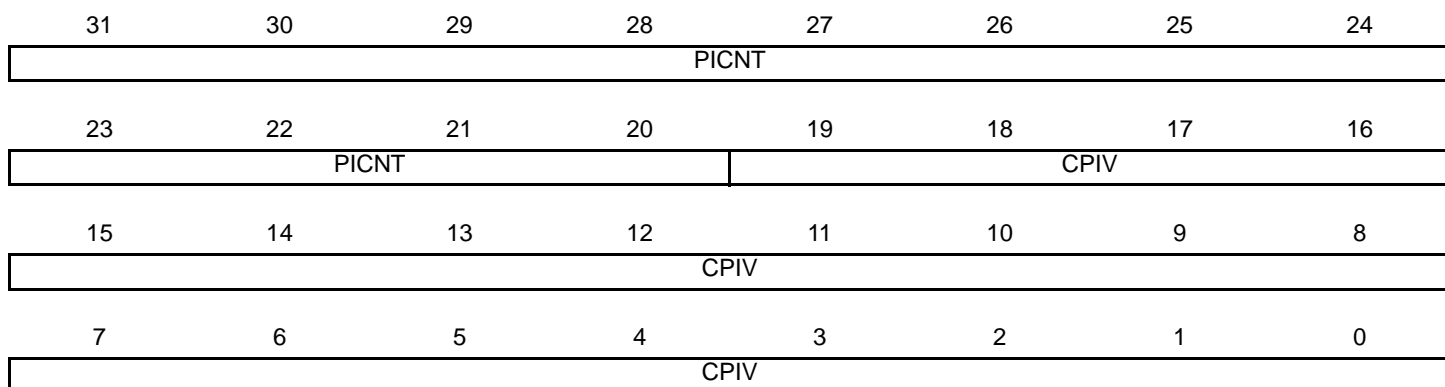 31 30 29 28 27 26 25 24
PICNT
23 22 21 20 19 18 17 16
PICNT CPIV
15 14 13 12 11 10 9 8
CPIV
7 6 5 4 3 2 1 0
CPIV